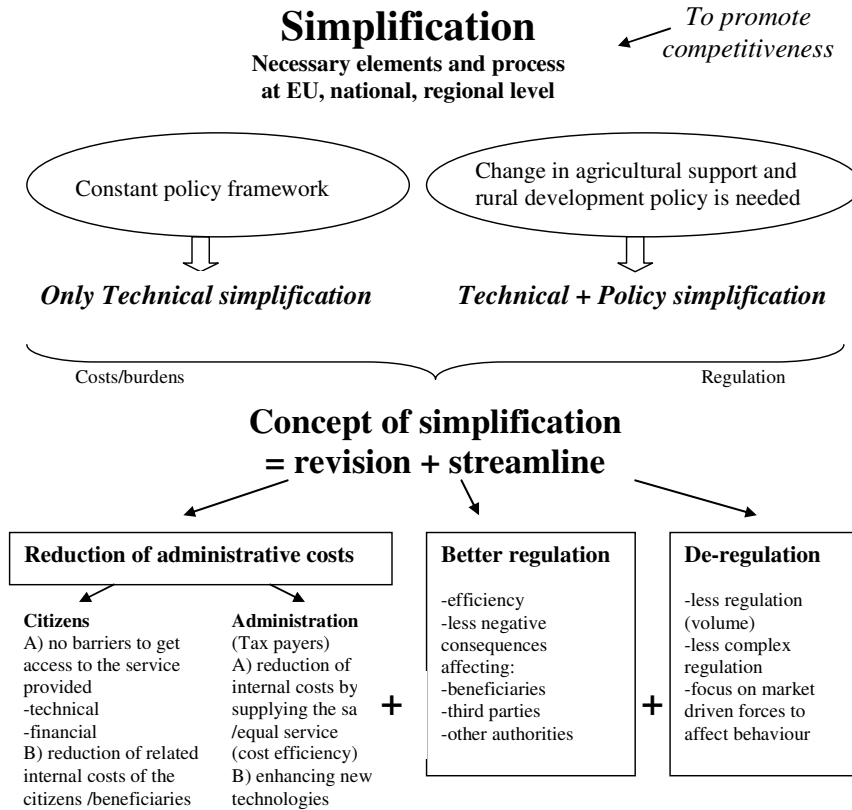 Simplification
Necessary elements and process
at EU, national, regional level
To promote
competitiveness
Constant policy framework
Change in agricultural support and
rural development policy is needed
Only Technical simplification
Technical + Policy simplification
Costs/burdens
Regulation
Concept of simplification
= revision + streamline
Reduction of administrative costs
Citizens
A) no barriers to get
access to the service
provided
-technical
-financial
B) reduction of related
internal costs of the
citizens /beneficiaries
Administration
(Tax payers)
A) reduction of
internal costs by
supplying the sa
/equal service
(cost efficiency)
B) enhancing new
technologies
+
Better regulation
-efficiency
-less negative
consequences
affecting:
-beneficiaries
-third parties
-other authorities
+
De-regulation
-less regulation
(volume)
-less complex
regulation
-focus on market
driven forces to
affect behaviour